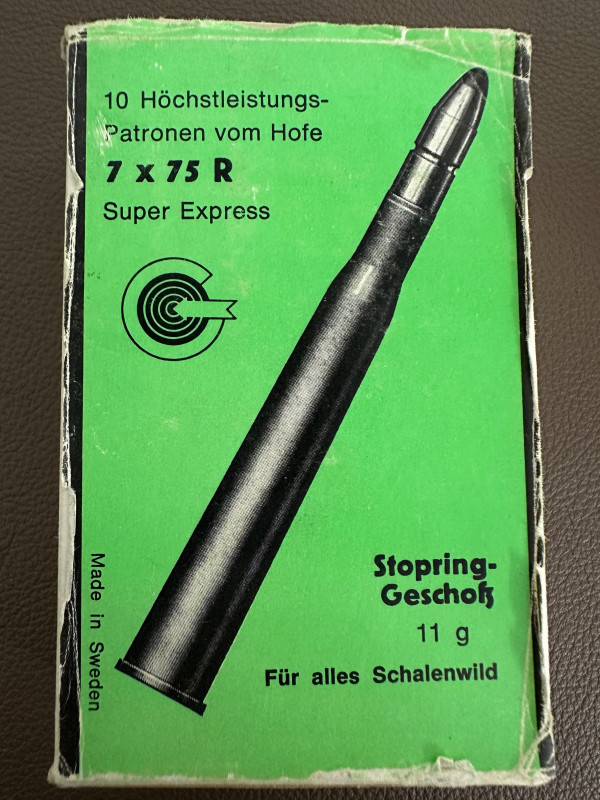 10 Höchstleistungs-
Patronen vom Hofe
7 x 75 R
Super Express
Stopring-
Geschoß
11 g
Für alles Schalenwild
Made in Sweden